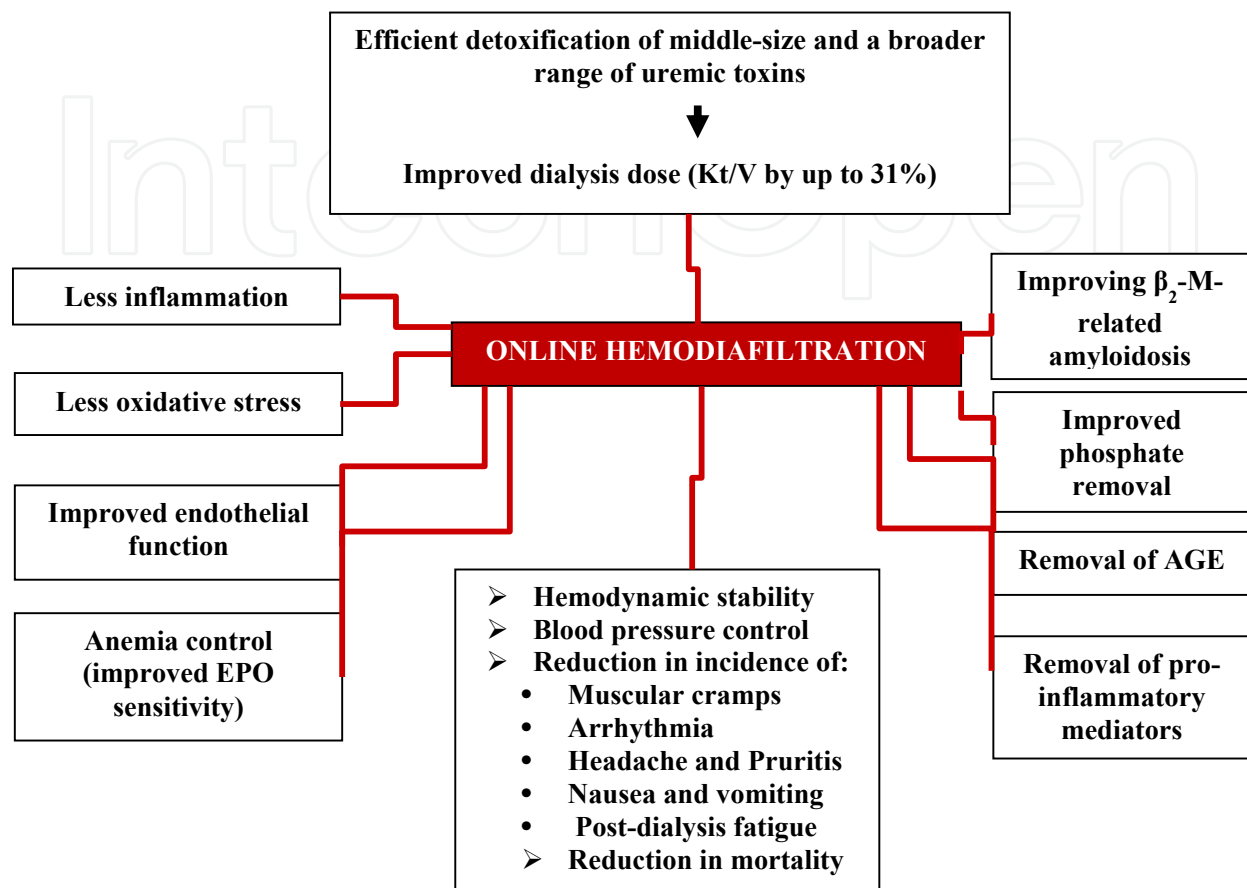 Efficient detoxification of middle-size and a broader
range of uremic toxins
Improved dialysis dose (Kt/V by up to 31%)
IntechOpen
Less inflammation
Less oxidative stress
Improved endothelial
function
Anemia control
(improved EPO
sensitivity)
ONLINE HEMODIAFILTRATION
➢ Hemodynamic stability
➢ Blood pressure control
➢ Reduction in incidence of:
• Muscular cramps
• Arrhythmia
• Headache and Pruritis
• Nausea and vomiting
• Post-dialysis fatigue
➢ Reduction in mortality
Improving β₂-M-
related
amyloidosis
Improved
phosphate
removal
Removal of AGE
Removal of pro-
inflammatory
mediators